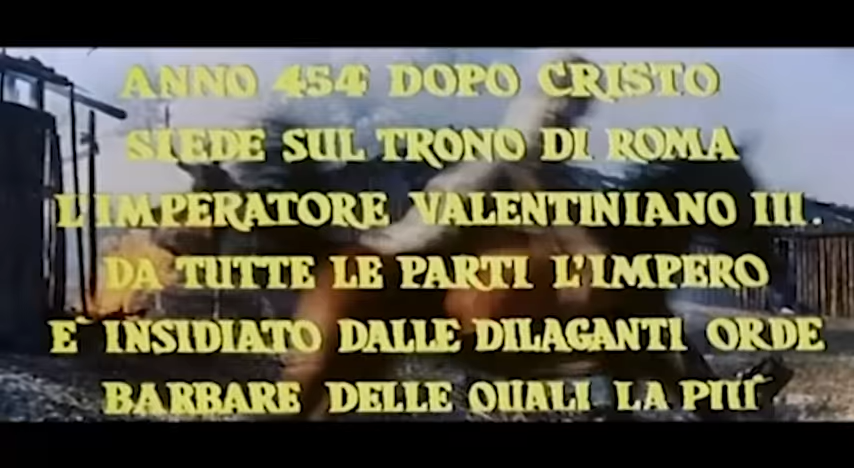 ANNO 454 DOPO CRISTO
SIEDE SUL TRONO DI ROMA
L'IMPERATORE VALENTINIANO III.
DA TUTTE LE PARTI L'IMPERO
E` INSIDIATO DALLE DILAGANTI ORDE
BARBARE DELLE QUALI LA PIU`